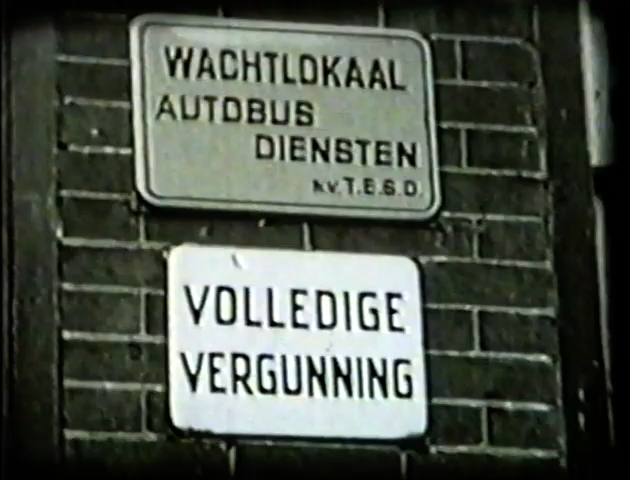 WACHTLOKAAL
AUTOBUS
DIENSTEN
N.V. T.E.S.O.
VOLLEDIGE
VERGUNNING